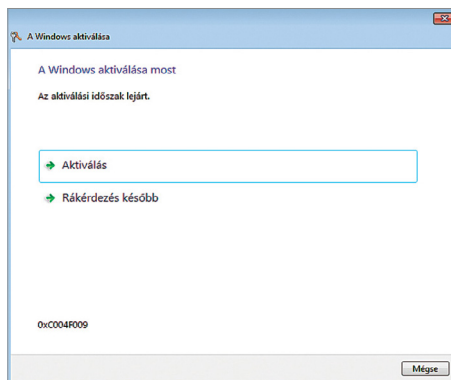 A Windows aktiválása
A Windows aktiválása most
Az aktiválási időszak lejárt.
Aktiválás
Rákérdezés később
0xC004F009
Mégse